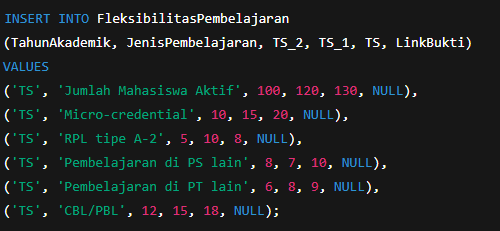 INSERT INTO FleksibilitasPembelajaran
(TahunAkademik, JenisPembelajaran, TS_2, TS_1, TS, LinkBukti)
VALUES
('TS', 'Jumlah Mahasiswa Aktif', 100, 120, 130, NULL),
('TS', 'Micro-credential', 10, 15, 20, NULL),
('TS', 'RPL tipe A-2', 5, 10, 8, NULL),
('TS', 'Pembelajaran di PS lain', 8, 7, 10, NULL),
('TS', 'Pembelajaran di PT lain', 6, 8, 9, NULL),
('TS', 'CBL/PBL', 12, 15, 18, NULL);